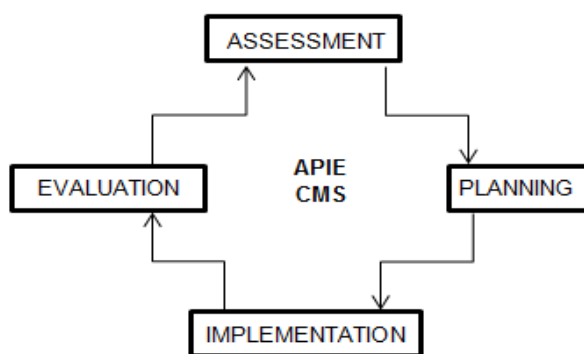 ASSESSMENT
APIE
CMS
EVALUATION
PLANNING
IMPLEMENTATION